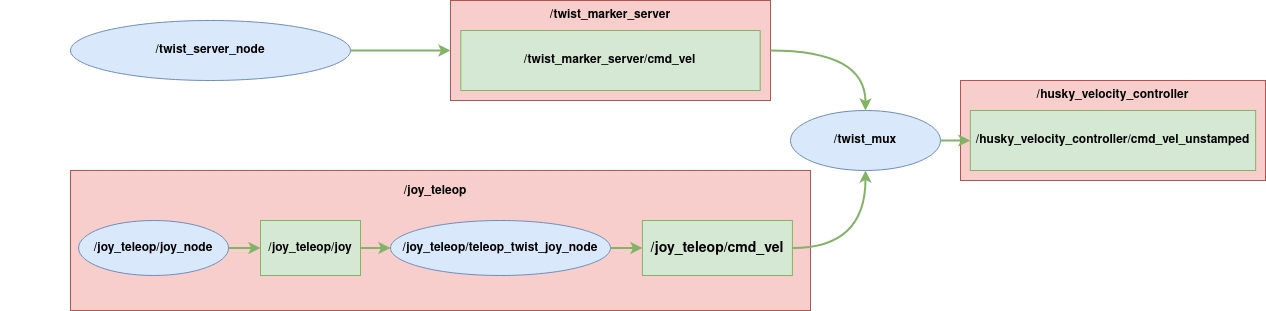 /twist_marker_server
/twist_server_node
/twist_marker_server/cmd_vel
/husky_velocity_controller
/twist_mux
/husky_velocity_controller/cmd_vel_unstamped
/joy_teleop
/joy_teleop/joy_node
/joy_teleop/joy
/joy_teleop/teleop_twist_joy_node
/joy_teleop/cmd_vel